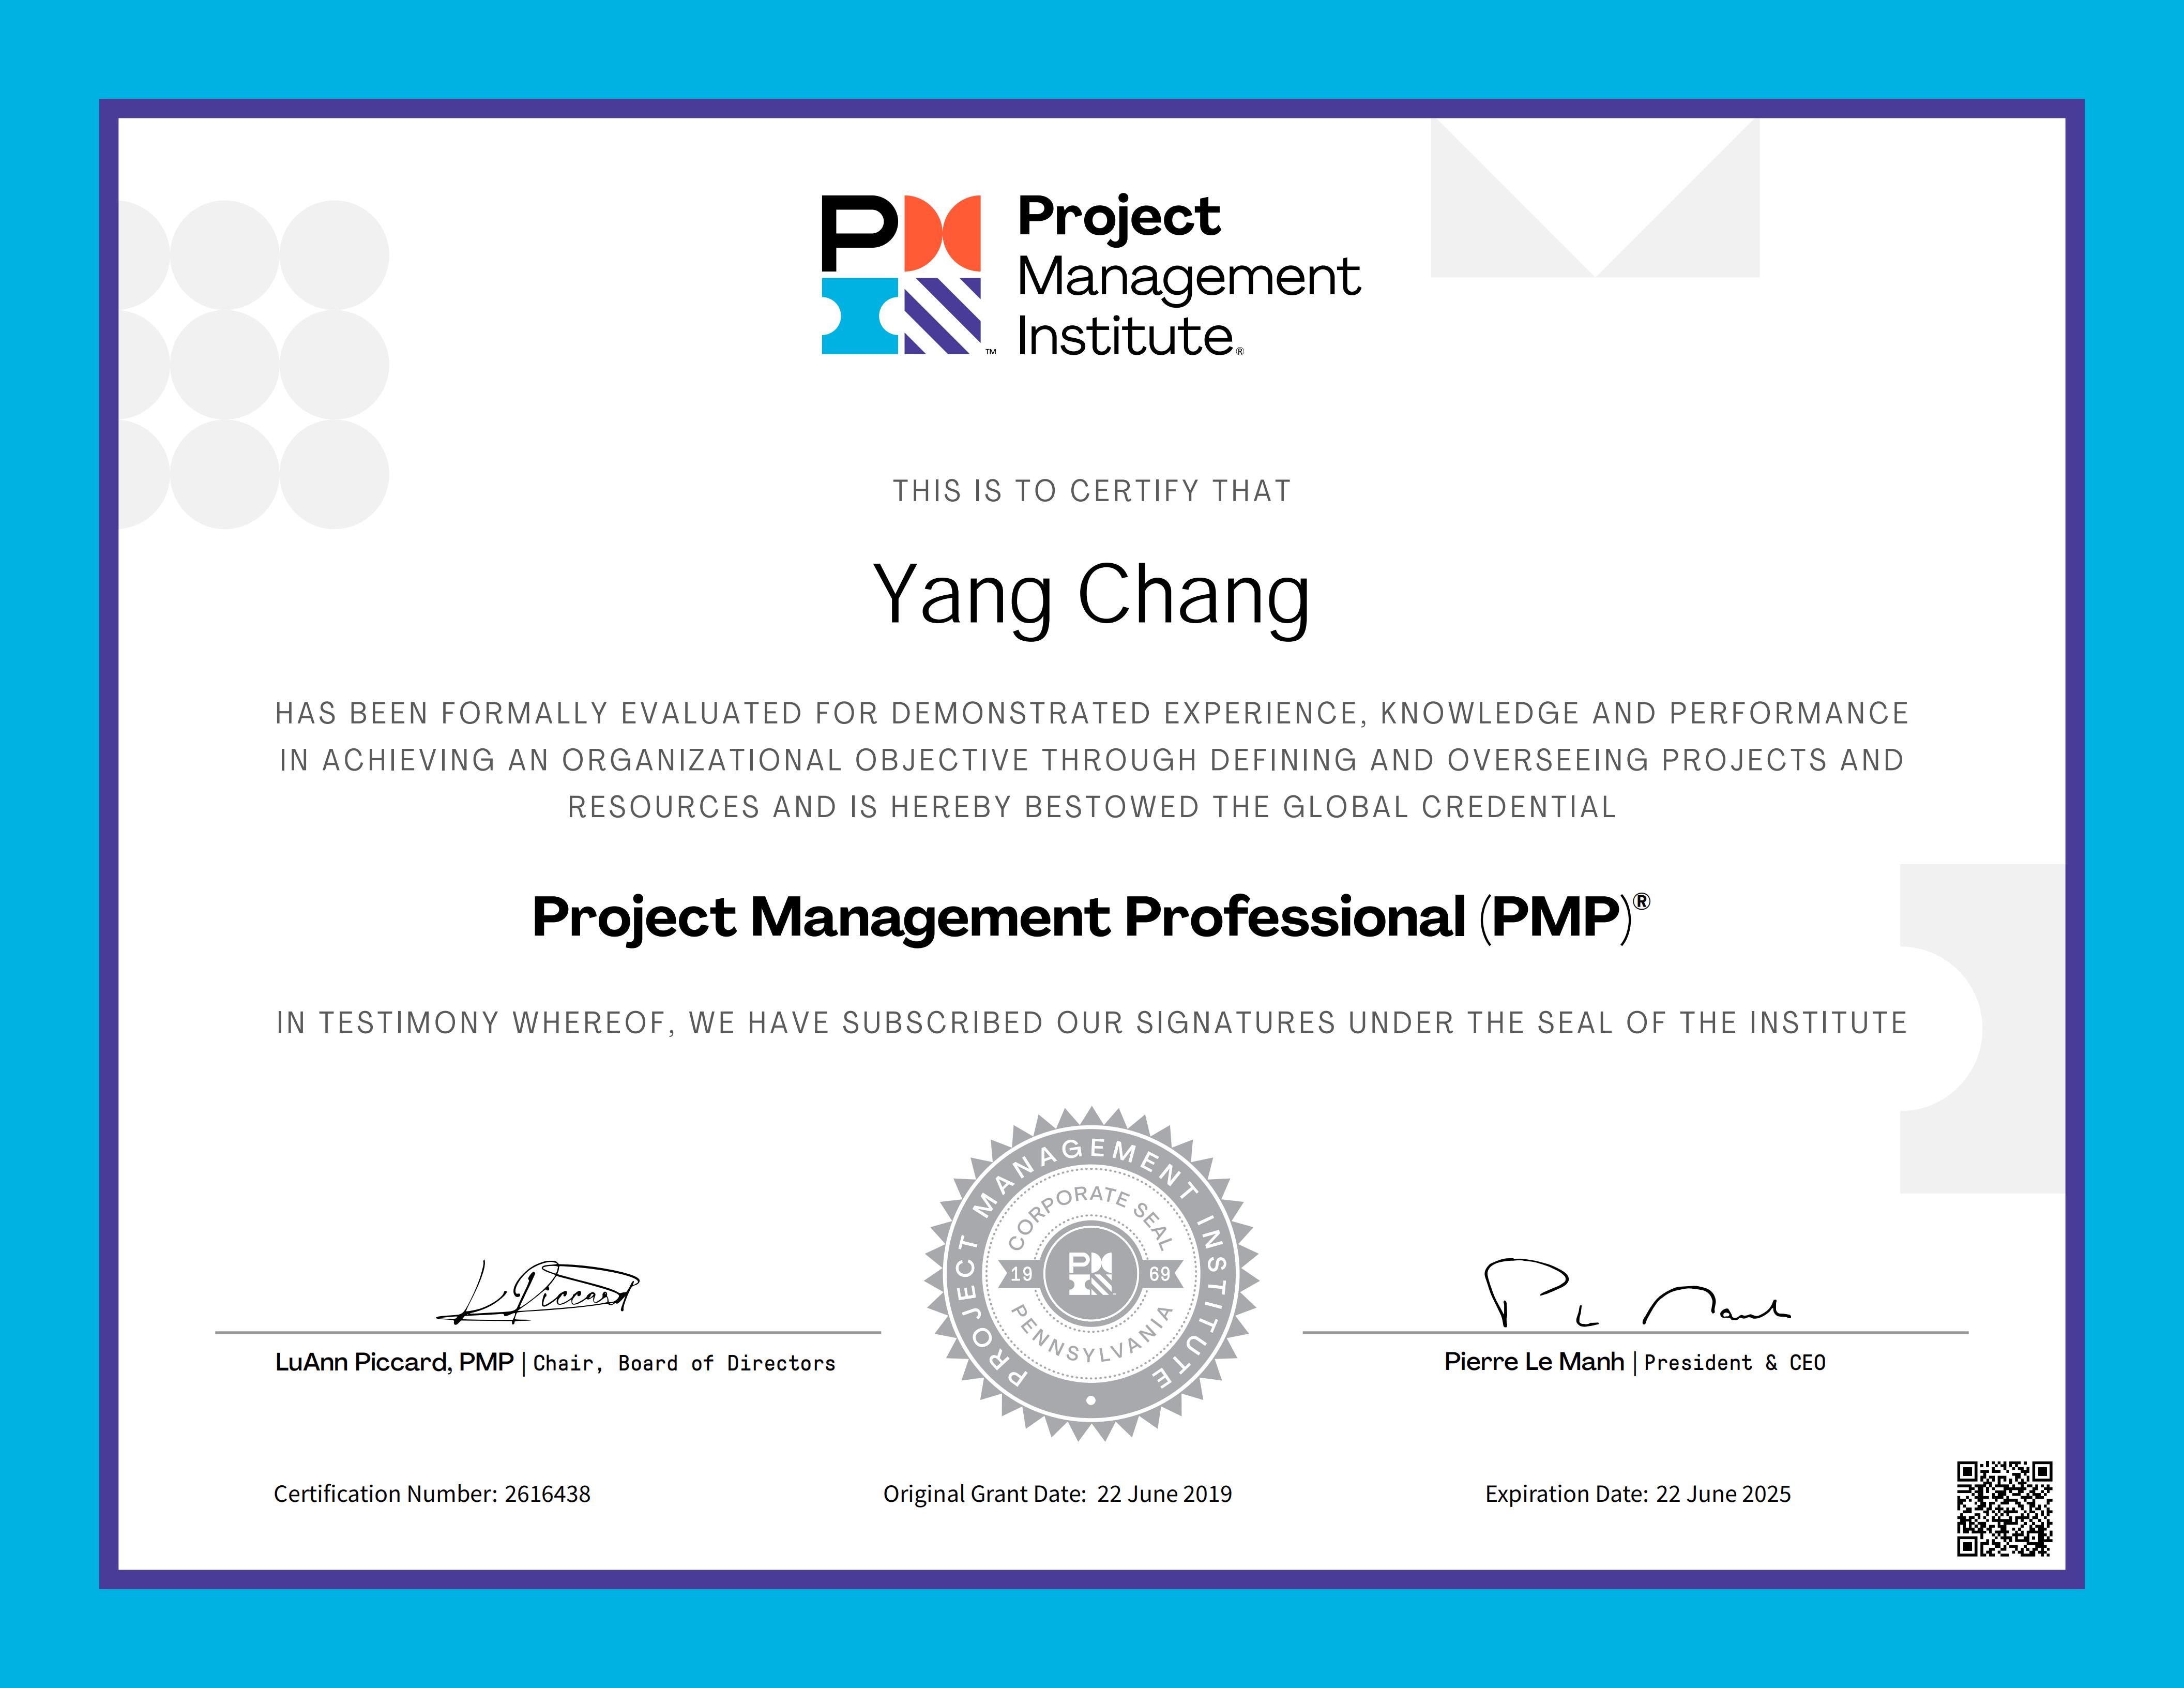 Project
Management
Institute®
™
THIS IS TO CERTIFY THAT
Yang Chang
HAS BEEN FORMALLY EVALUATED FOR DEMONSTRATED EXPERIENCE, KNOWLEDGE AND PERFORMANCE
IN ACHIEVING AN ORGANIZATIONAL OBJECTIVE THROUGH DEFINING AND OVERSEEING PROJECTS AND
RESOURCES AND IS HEREBY BESTOWED THE GLOBAL CREDENTIAL
Project Management Professional (PMP)®
IN TESTIMONY WHEREOF, WE HAVE SUBSCRIBED OUR SIGNATURES UNDER THE SEAL OF THE INSTITUTE
PROJECT MANAGEMENT INSTITUTE
CORPORATE SEAL
19 69
PENNSYLVANIA
L Piccard
P Le Manh
LuAnn Piccard, PMP | Chair, Board of Directors
Pierre Le Manh | President & CEO
Certification Number: 2616438
Original Grant Date: 22 June 2019
Expiration Date: 22 June 2025